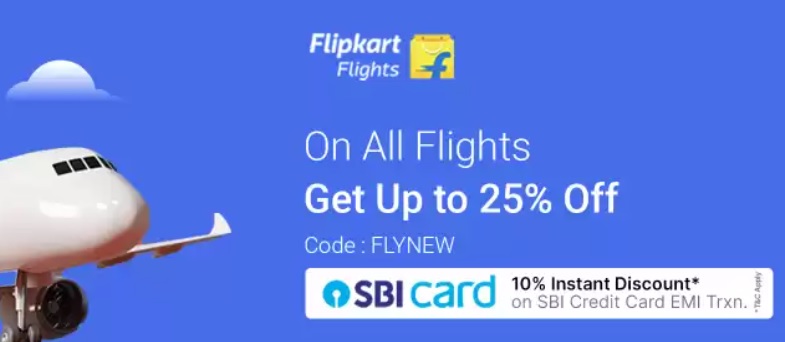 Flipkart
Flights
On All Flights
Get Up to 25% Off
Code : FLYNEW
SBI card
10% Instant Discount*
on SBI Credit Card EMI Trxn.
*T&C Apply